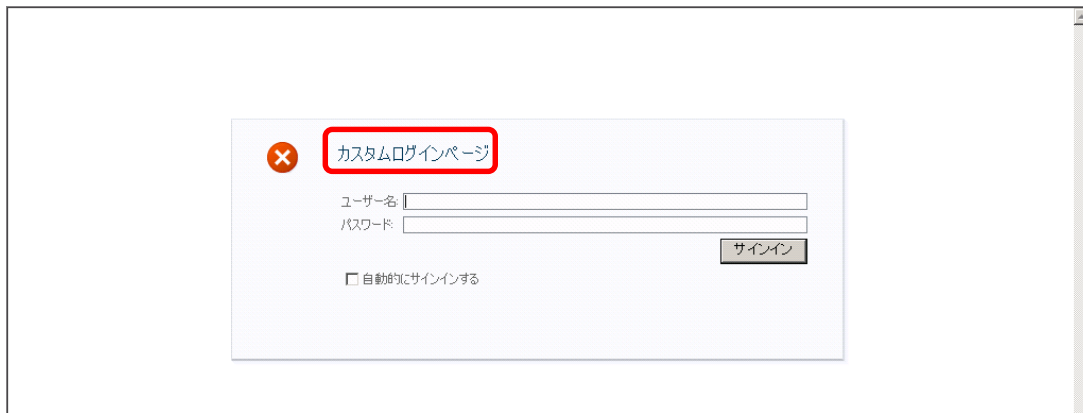 カスタムログインページ
ユーザー名:
パスワード:
サインイン
自動的にサインインする